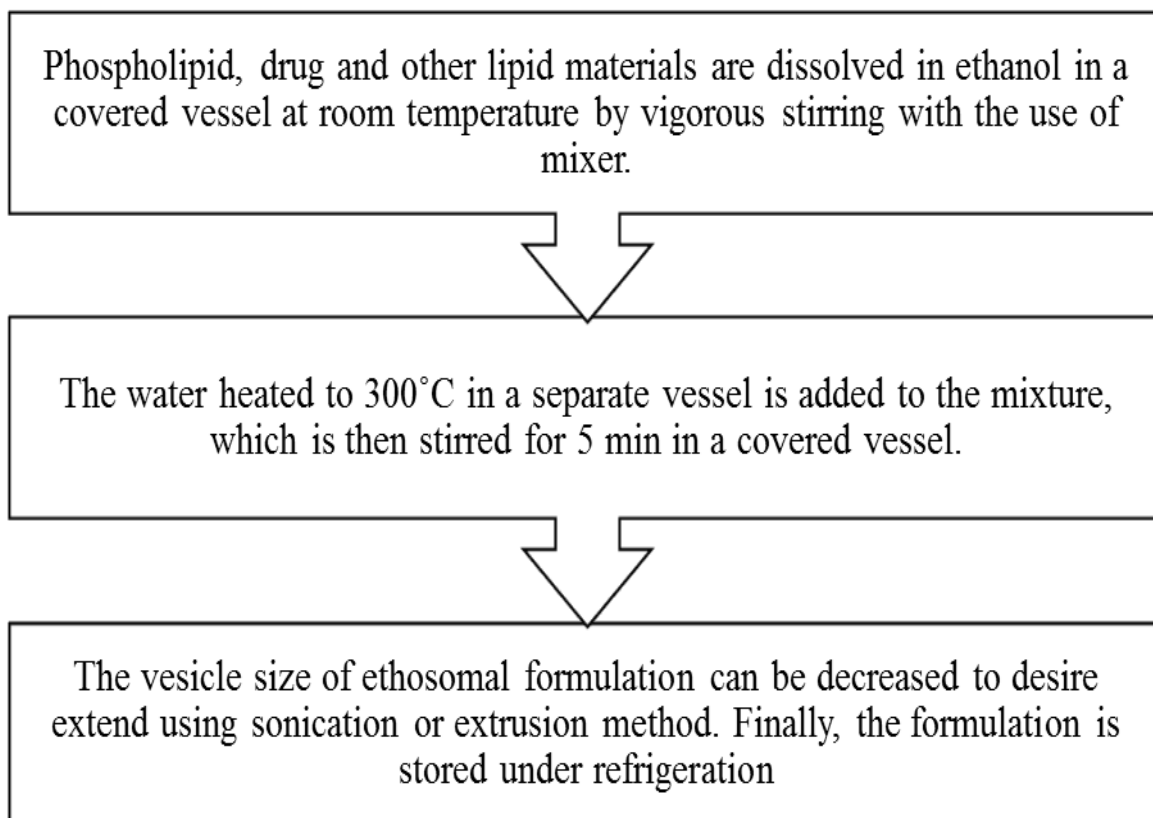 Phospholipid, drug and other lipid materials are dissolved in ethanol in a
covered vessel at room temperature by vigorous stirring with the use of
mixer.
The water heated to 300˚C in a separate vessel is added to the mixture,
which is then stirred for 5 min in a covered vessel.
The vesicle size of ethosomal formulation can be decreased to desire
extend using sonication or extrusion method. Finally, the formulation is
stored under refrigeration